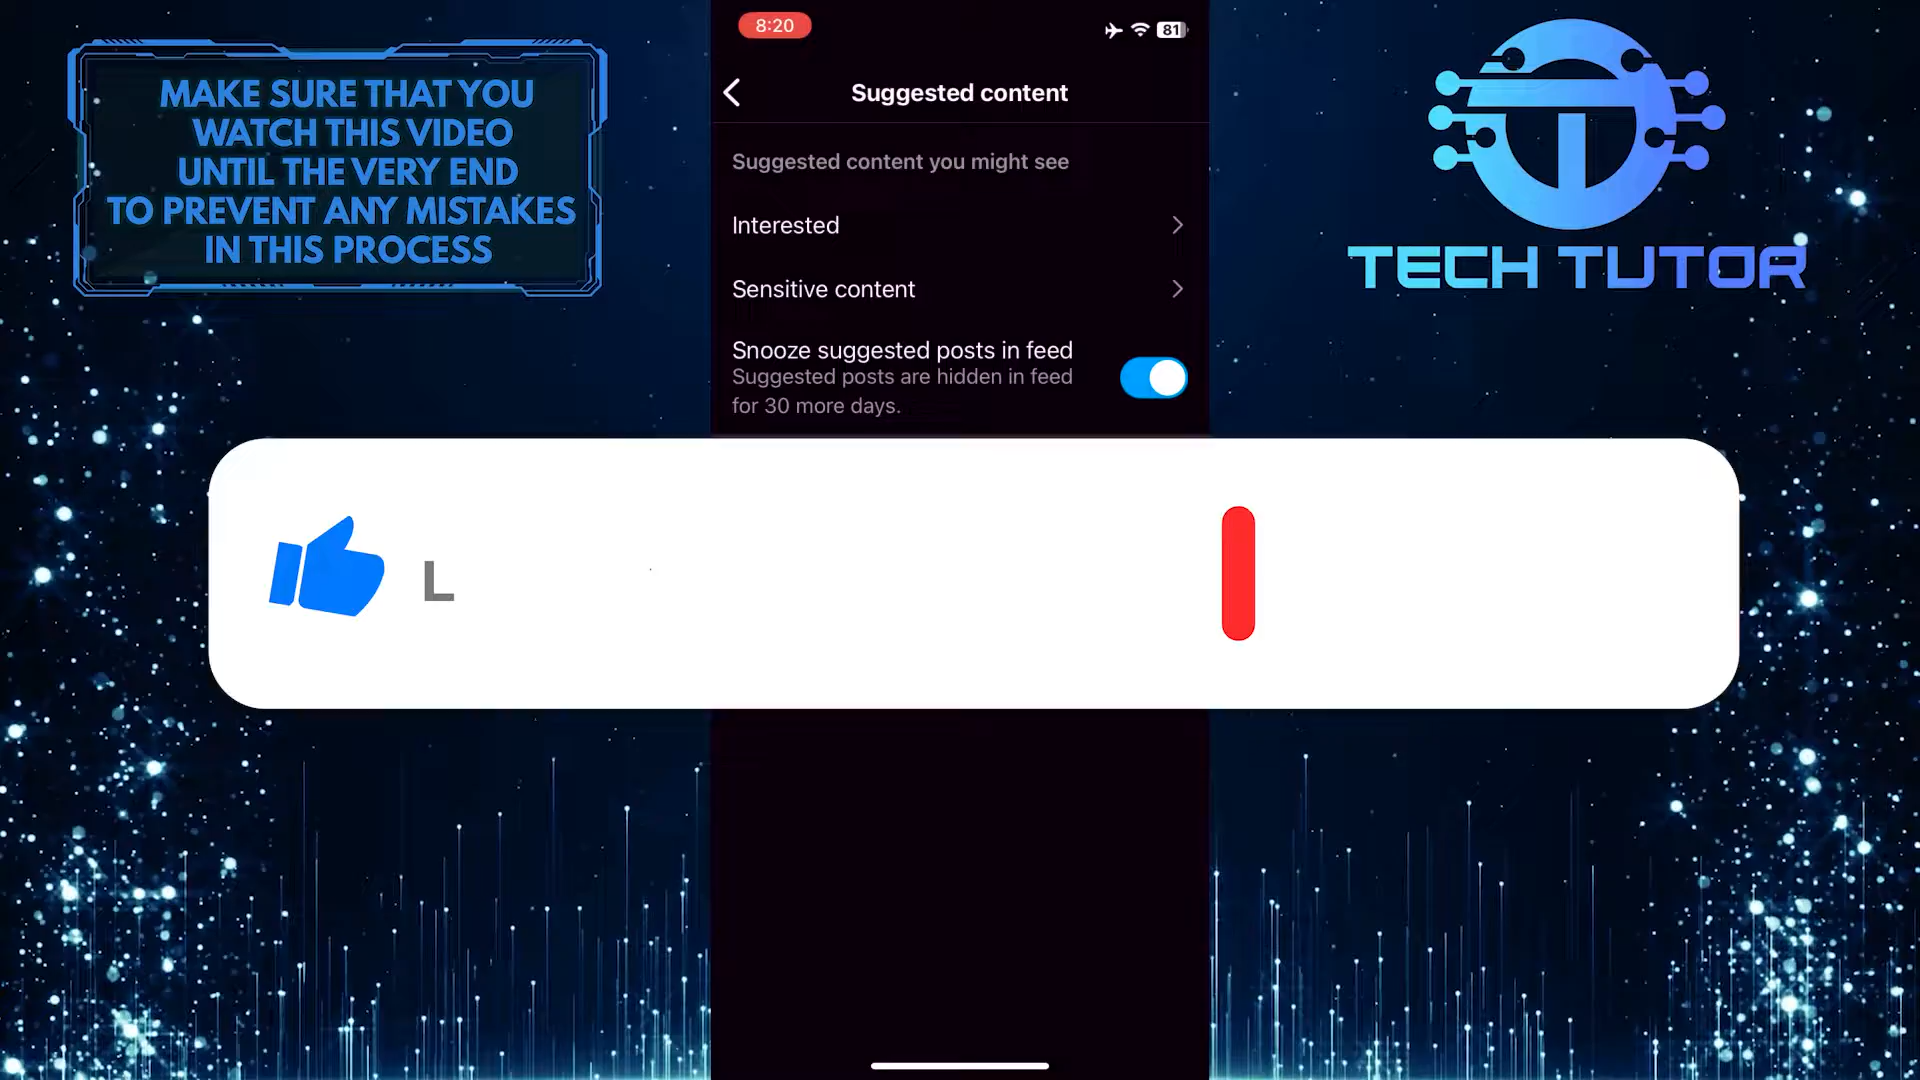 MAKE SURE THAT YOU
WATCH THIS VIDEO
UNTIL THE VERY END
TO PREVENT ANY MISTAKES
IN THIS PROCESS
8:20
81
Suggested content
Suggested content you might see
Interested
Sensitive content
Snooze suggested posts in feed
Suggested posts are hidden in feed
for 30 more days.
TECH TUTOR
L